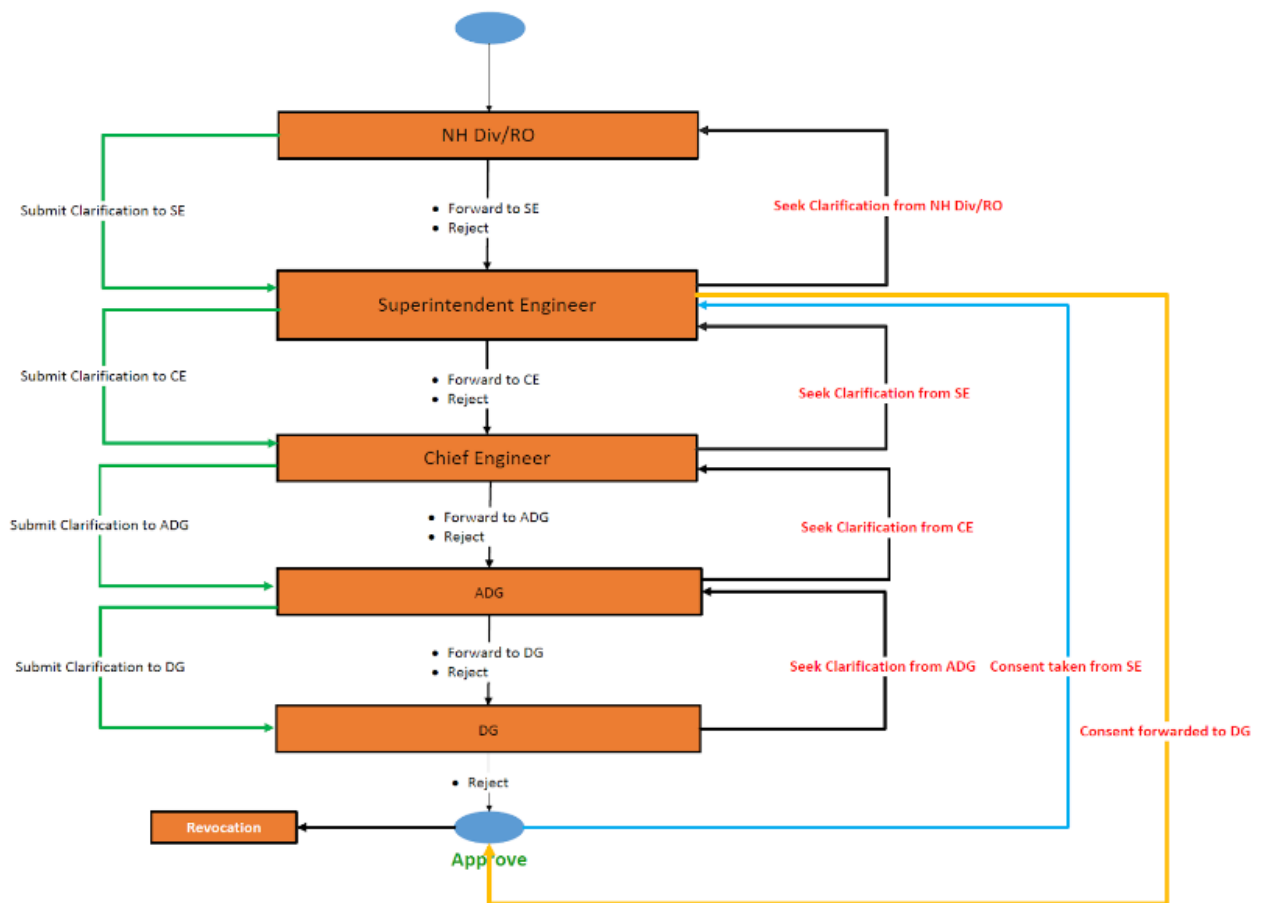 NH Div/RO
Submit Clarification to SE
• Forward to SE
• Reject
Seek Clarification from NH Div/RO
Superintendent Engineer
Submit Clarification to CE
• Forward to CE
• Reject
Seek Clarification from SE
Chief Engineer
Submit Clarification to ADG
• Forward to ADG
• Reject
Seek Clarification from CE
ADG
Submit Clarification to DG
• Forward to DG
• Reject
Seek Clarification from ADG
Consent taken from SE
DG
Consent forwarded to DG
• Reject
Revocation
Approve